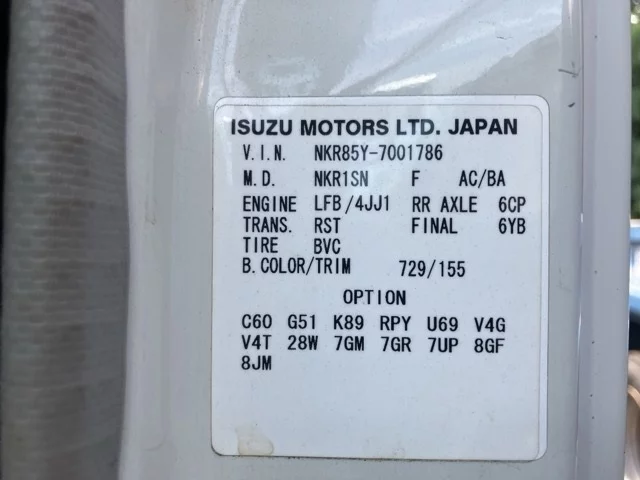 ISUZU MOTORS LTD. JAPAN
V.I.N. NKR85Y-7001786
M.D. NKR1SN F AC/BA
ENGINE LFB/4JJ1 RR AXLE 6CP
TRANS. RST FINAL 6YB
TIRE BVC
B.COLOR/TRIM 729/155
OPTION
C60 G51 K89 RPY U69 V4G
V4T 28W 7GM 7GR 7UP 8GF
8JM